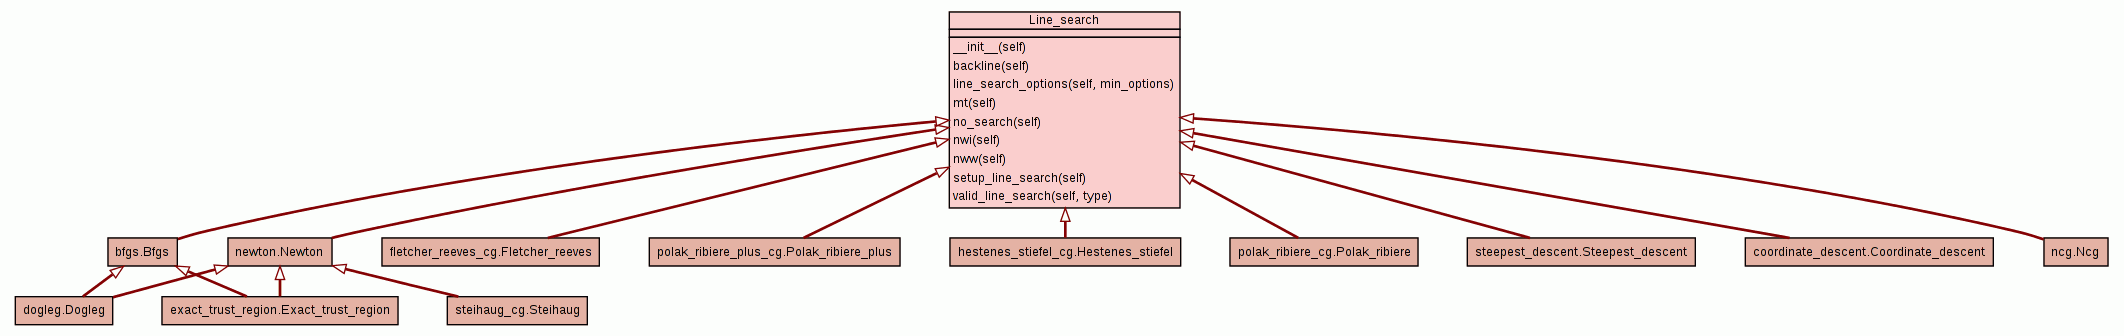 Line_search
__init__(self)
backline(self)
line_search_options(self, min_options)
mt(self)
no_search(self)
nwi(self)
nww(self)
setup_line_search(self)
valid_line_search(self, type)
bfgs.Bfgs
newton.Newton
fletcher_reeves_cg.Fletcher_reeves
polak_ribiere_plus_cg.Polak_ribiere_plus
hestenes_stiefel_cg.Hestenes_stiefel
polak_ribiere_cg.Polak_ribiere
steepest_descent.Steepest_descent
coordinate_descent.Coordinate_descent
ncg.Ncg
dogleg.Dogleg
exact_trust_region.Exact_trust_region
steihaug_cg.Steihaug